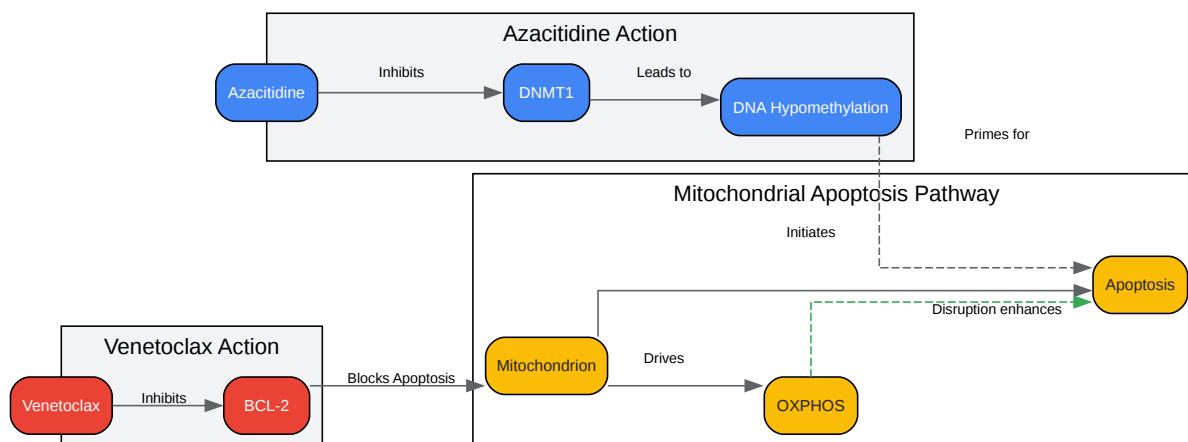 Azacitidine Action
Azacitidine
Inhibits
DNMT1
Leads to
DNA Hypomethylation
Primes for
Mitochondrial Apoptosis Pathway
Initiates
Apoptosis
Disruption enhances
Venetoclax Action
Mitochondrion
Drives
Blocks Apoptosis
Venetoclax
Inhibits
BCL-2
OXPHOS